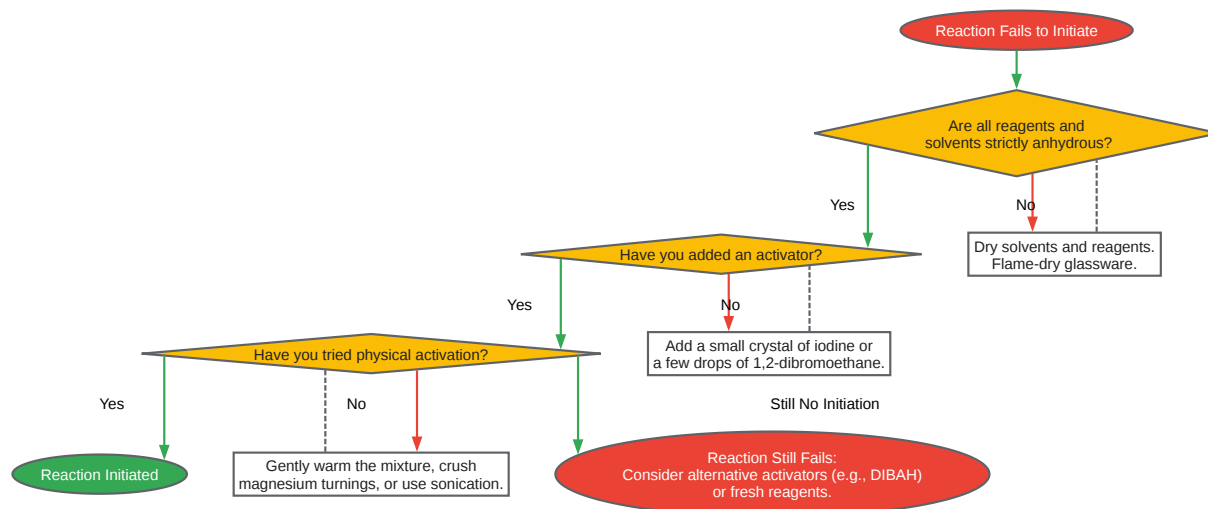 Reaction Fails to Initiate
Are all reagents and
solvents strictly anhydrous?
Yes
No
Dry solvents and reagents.
Flame-dry glassware.
Have you added an activator?
Yes
No
Add a small crystal of iodine or
a few drops of 1,2-dibromoethane.
Have you tried physical activation?
Yes
No
Still No Initiation
Reaction Initiated
Gently warm the mixture, crush
magnesium turnings, or use sonication.
Reaction Still Fails:
Consider alternative activators (e.g., DIBAH)
or fresh reagents.